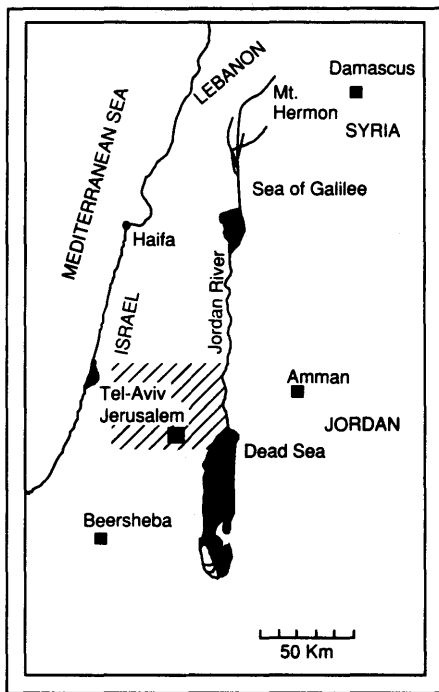 Damascus
LEBANON
Mt.
Hermon
SYRIA
MEDITERRANEAN SEA
Sea of Galilee
Haifa
Jordan River
ISRAEL
Tel-Aviv
Amman
Jerusalem
JORDAN
Dead Sea
Beersheba
50 Km